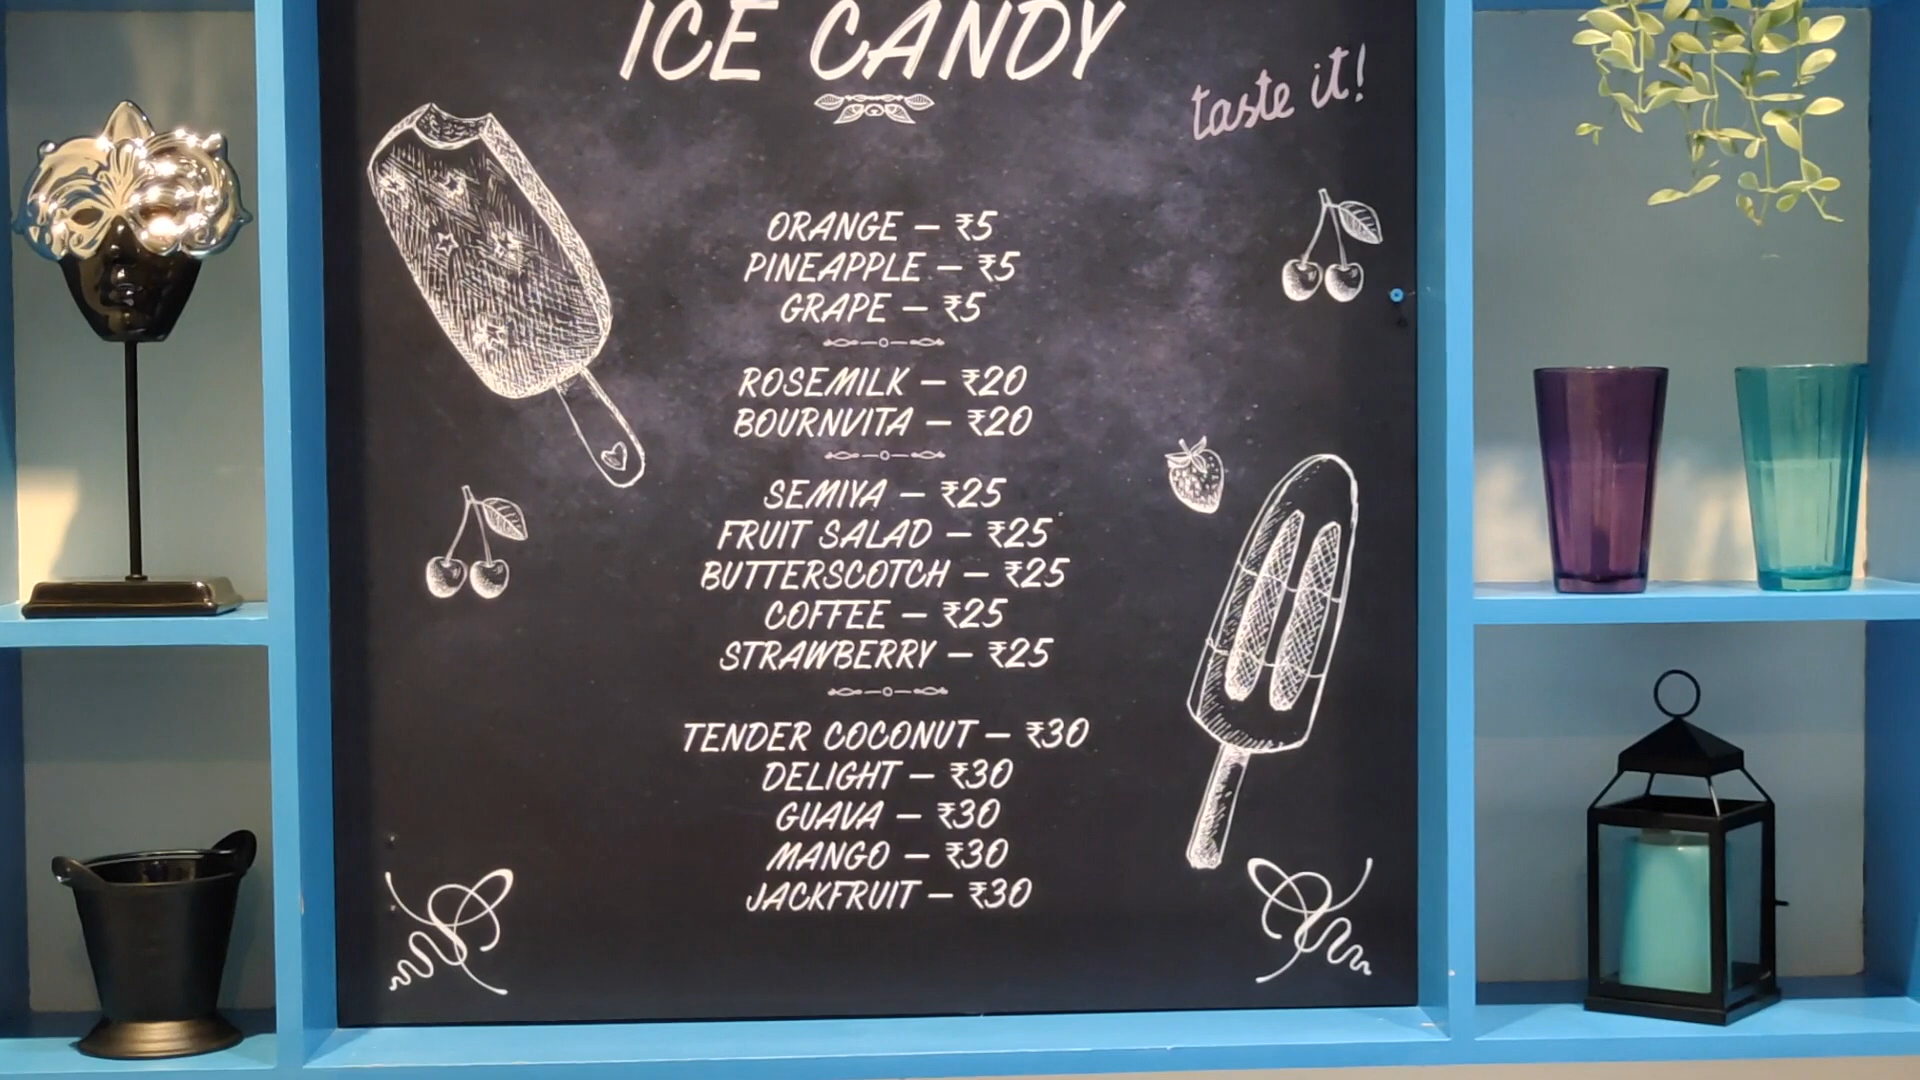 ICE CANDY
taste it!
ORANGE – ₹5
PINEAPPLE – ₹5
GRAPE – ₹5
ROSEMILK – ₹20
BOURNVITA – ₹20
SEMIYA – ₹25
FRUIT SALAD – ₹25
BUTTERSCOTCH – ₹25
COFFEE – ₹25
STRAWBERRY – ₹25
TENDER COCONUT – ₹30
DELIGHT – ₹30
GUAVA – ₹30
MANGO – ₹30
JACKFRUIT – ₹30